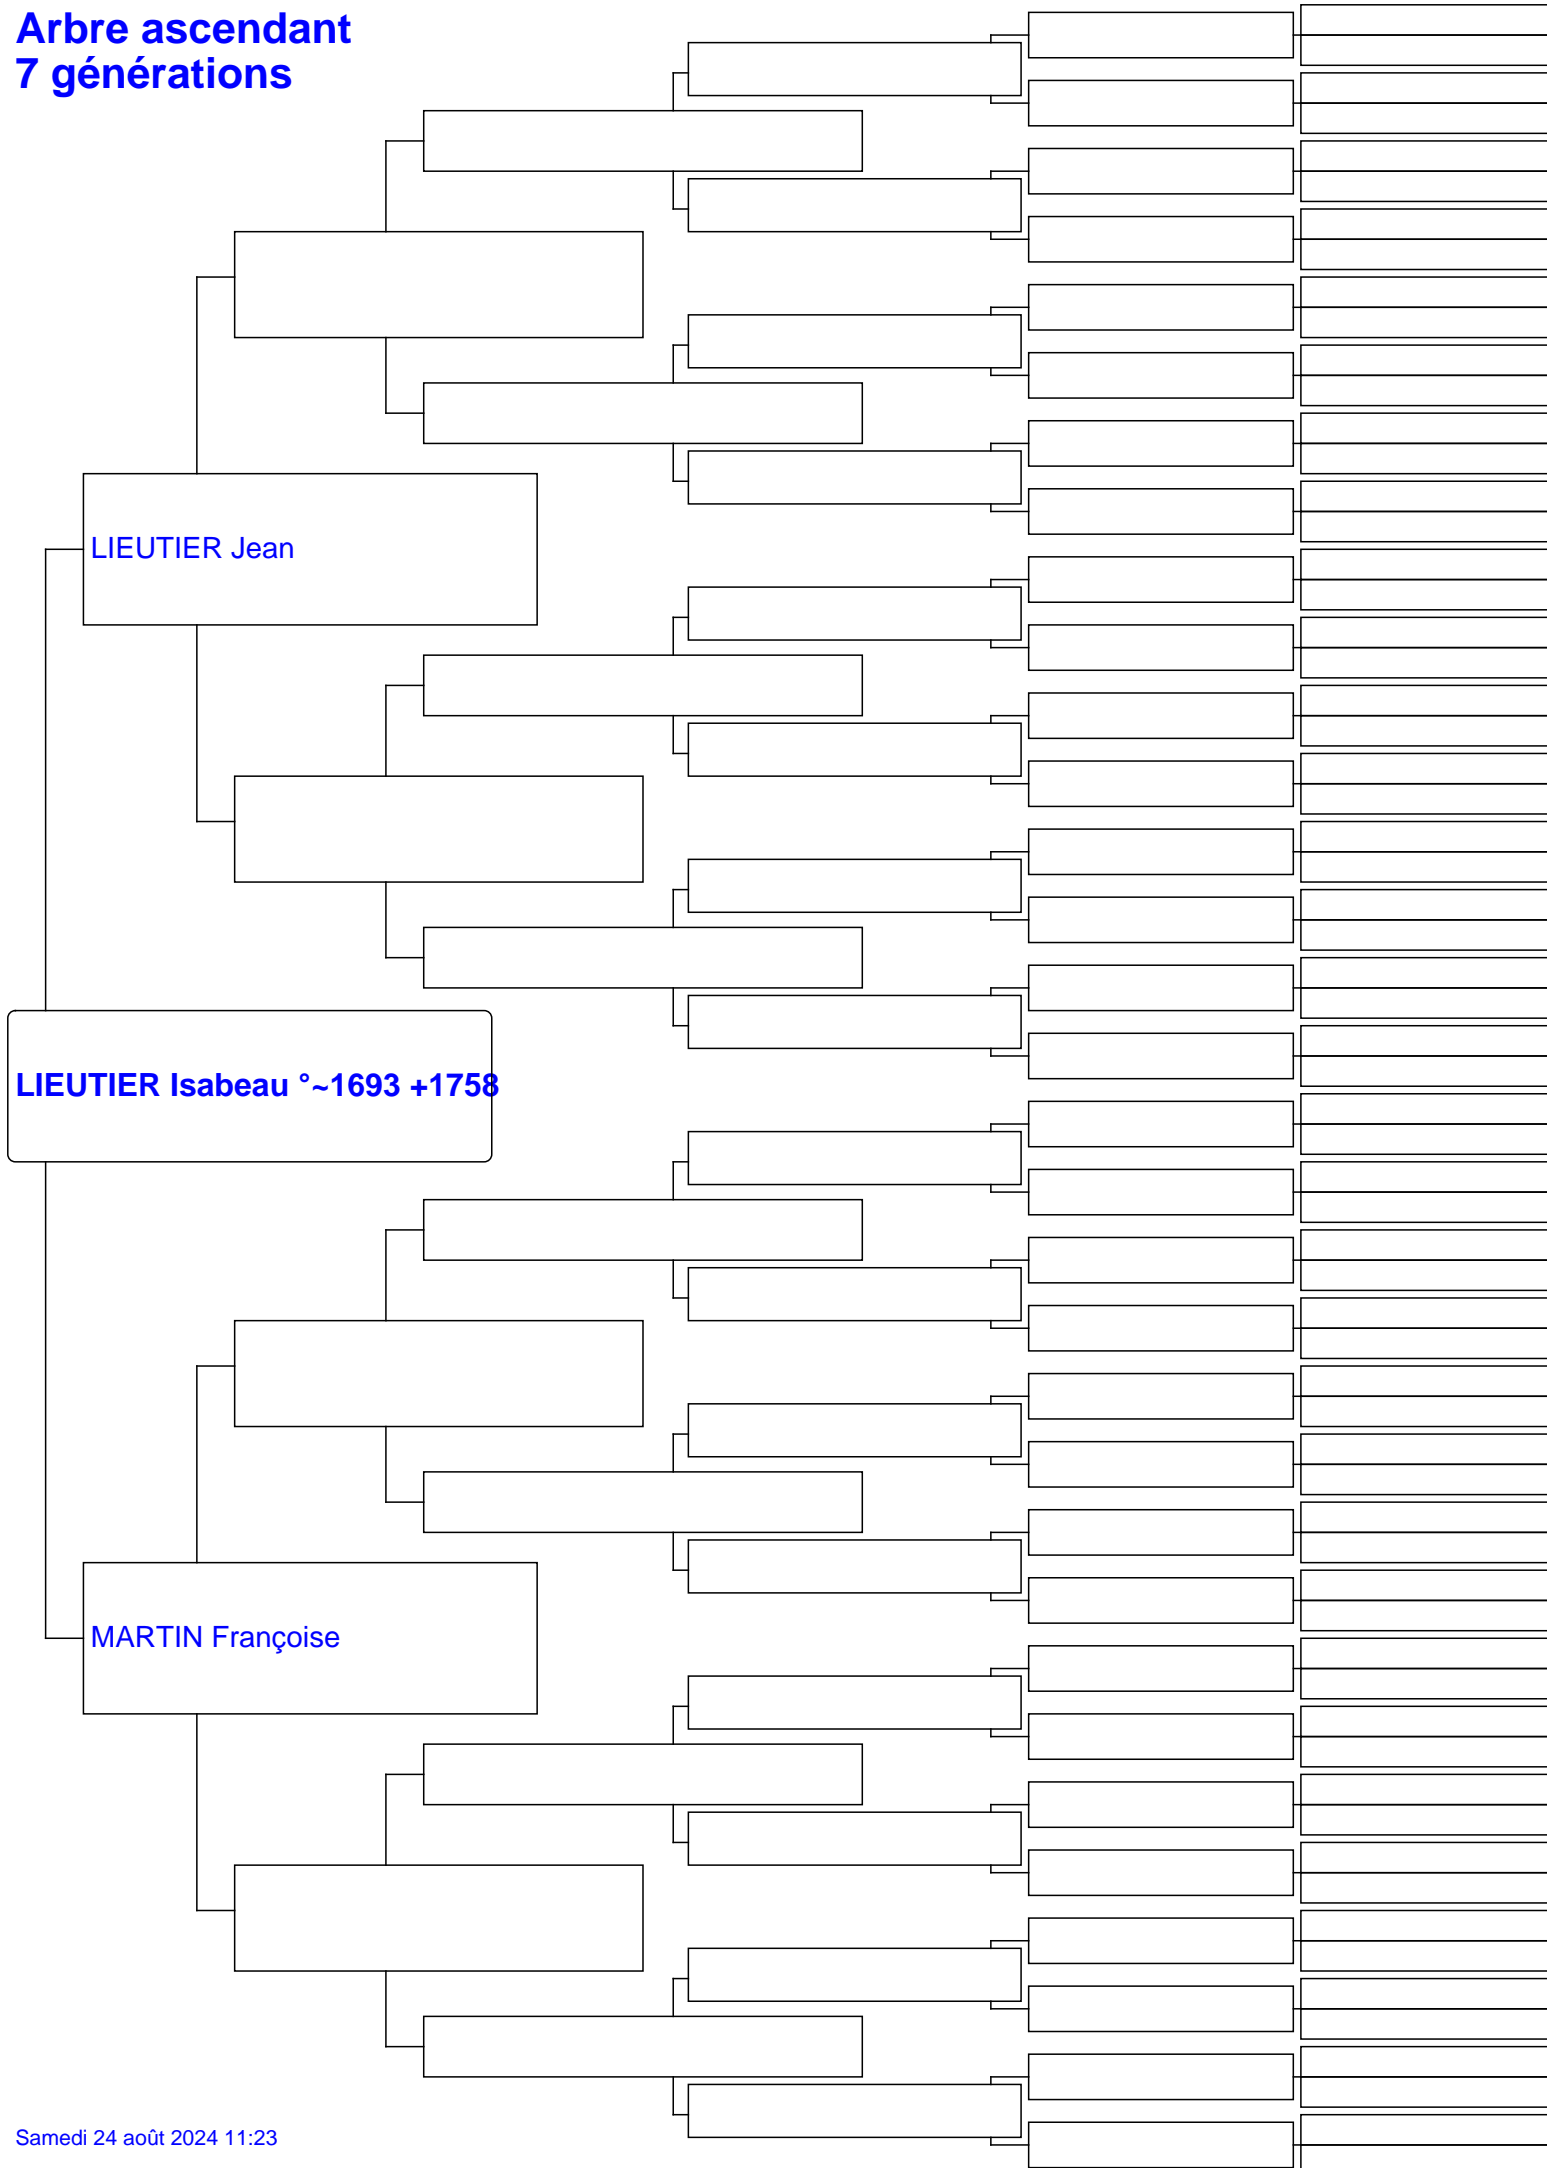 Arbre ascendant
7 générations
LIEUTIER Jean
LIEUTIER Isabeau °~1693 +1758
MARTIN Françoise
Samedi 24 août 2024 11:23